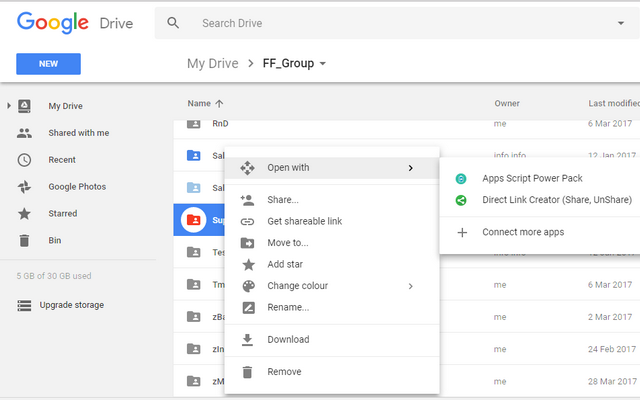 Google Drive
Search Drive
NEW
My Drive > FF_Group
Name
Owner
Last modified
My Drive
Shared with me
Recent
Google Photos
Starred
Bin
5 GB of 30 GB used
Upgrade storage
RnD
me
6 Mar 2017
Sal
info info
12 Jan 2017
Sal
Sup
Tes
Tm
me
6 Mar 2017
zBa
me
2 Mar 2017
zIn
me
24 Feb 2017
zM
me
28 Mar 2017
Open with
Share...
Get shareable link
Move to...
Add star
Change colour
Rename...
Download
Remove
Apps Script Power Pack
Direct Link Creator (Share, UnShare)
Connect more apps